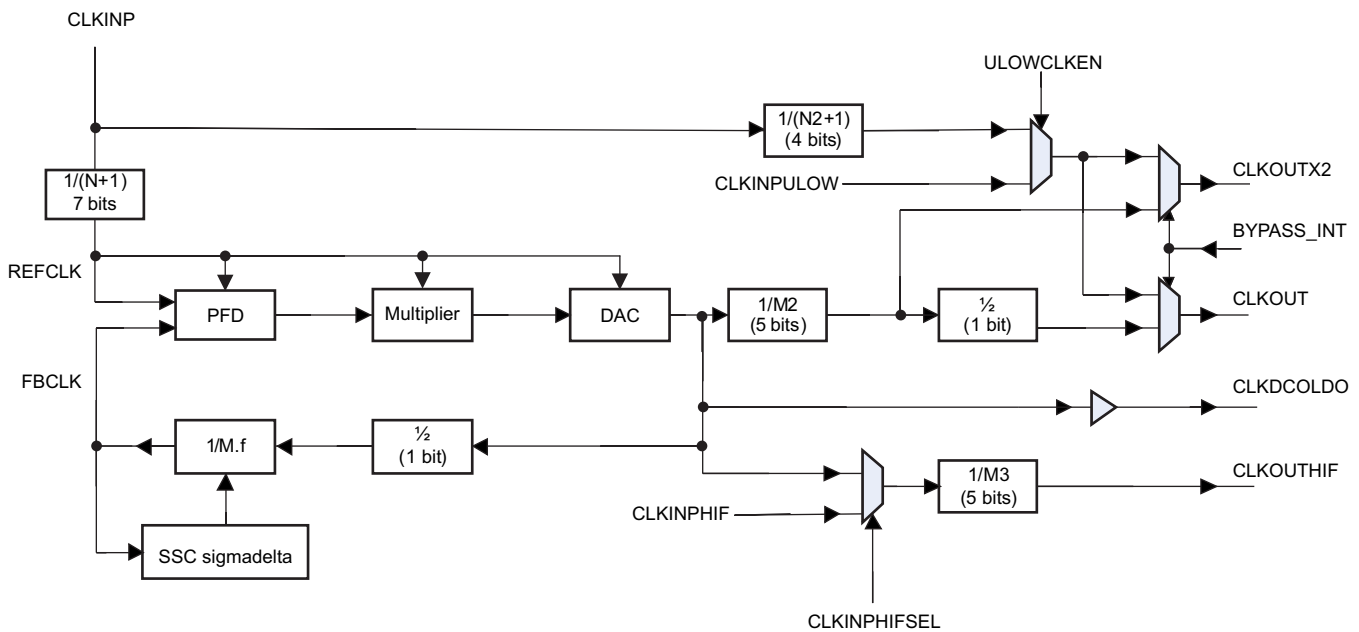 CLKINP
ULOWCLKEN
1/(N2+1)
(4 bits)
1/(N+1)
7 bits
CLKINPULOW
CLKOUTX2
BYPASS_INT
REFCLK
PFD
Multiplier
DAC
1/M2
(5 bits)
½
(1 bit)
CLKOUT
FBCLK
CLKDCOLDO
1/M.f
½
(1 bit)
1/M3
(5 bits)
CLKOUTHIF
CLKINPHIF
SSC sigmadelta
CLKINPHIFSEL